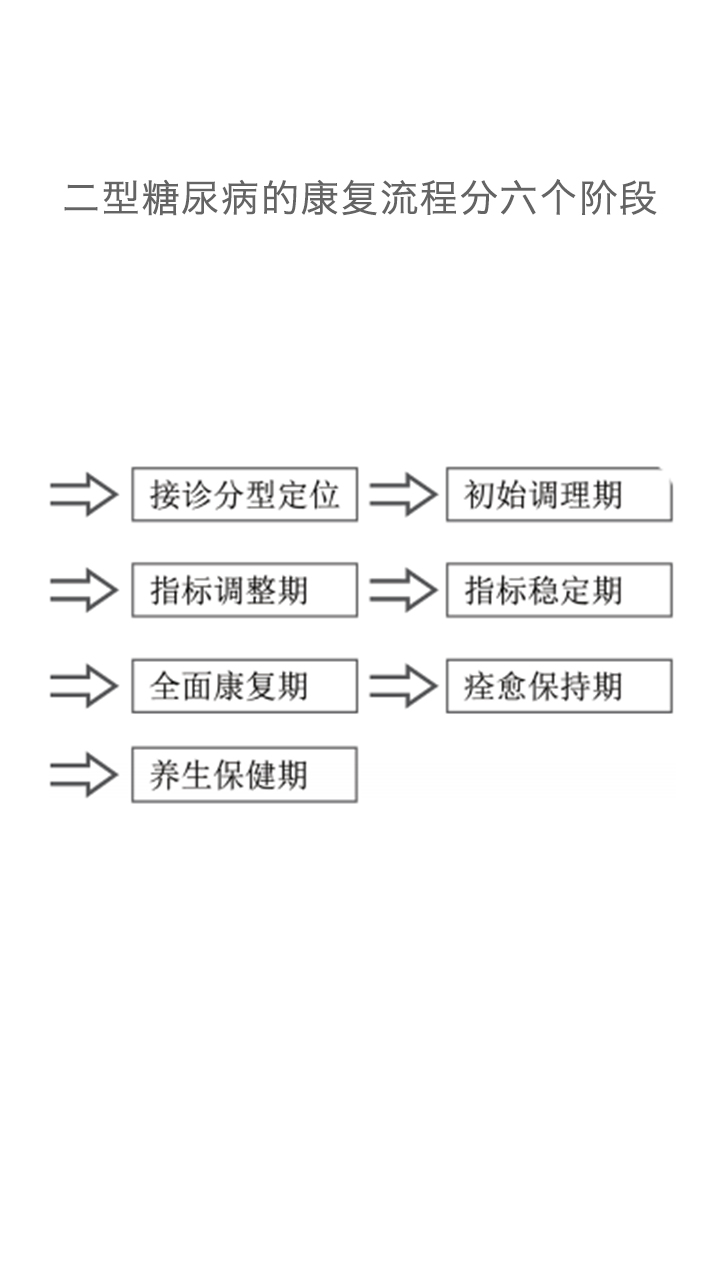 二型糖尿病的康复流程分六个阶段
接诊分型定位 初始调理期
指标调整期 指标稳定期
全面康复期 痊愈保持期
养生保健期